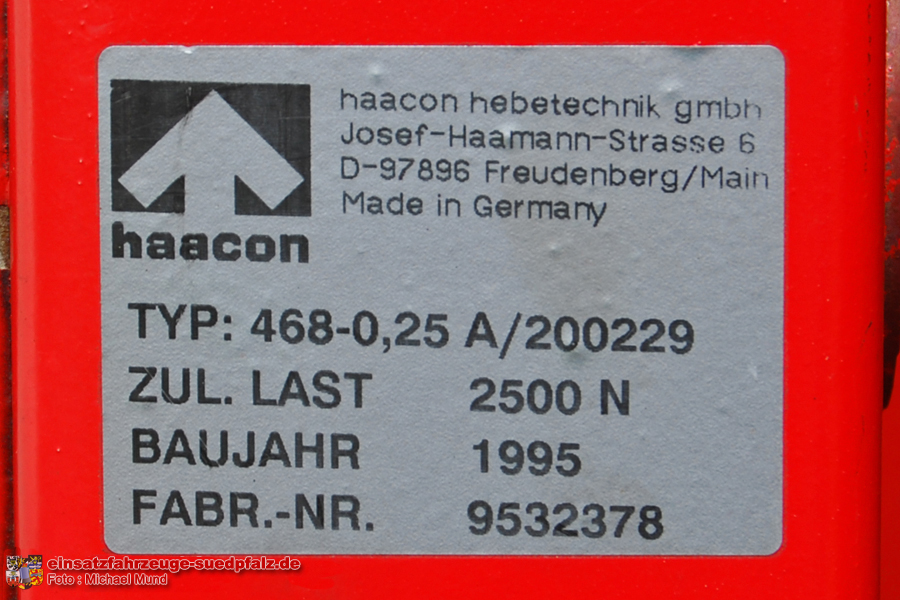 haacon hebetechnik gmbh
Josef-Haamann-Strasse 6
D-97896 Freudenberg/Main
Made in Germany
haacon
TYP: 468-0,25 A/200229
ZUL. LAST 2500 N
BAUJAHR 1995
FABR.-NR. 9532378
einsatzfahrzeuge-suedpfalz.de
Foto : Michael Mund